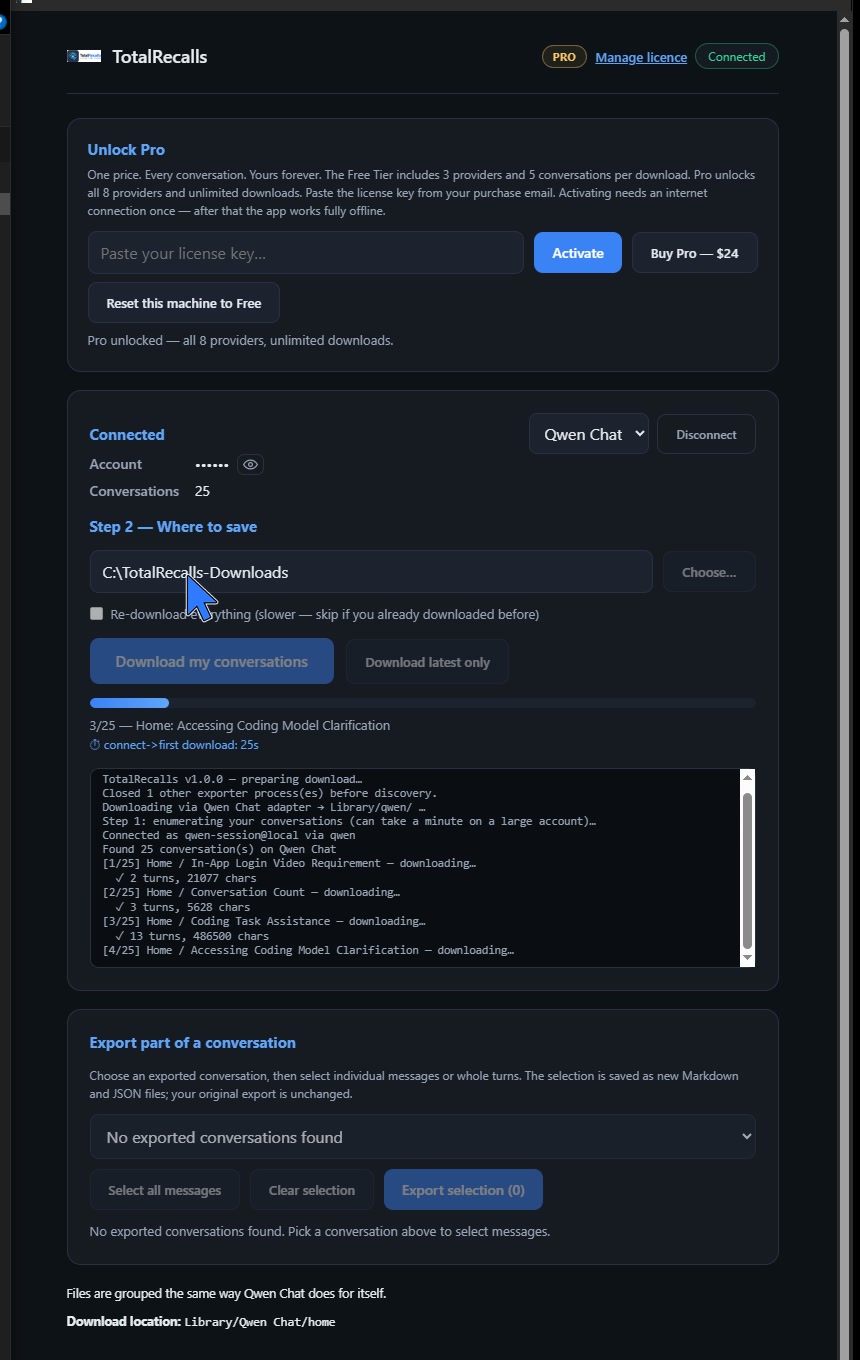 TotalRecalls
PRO
Manage licence
Connected
Unlock Pro
One price. Every conversation. Yours forever. The Free Tier includes 3 providers and 5 conversations per download. Pro unlocks
all 8 providers and unlimited downloads. Paste the license key from your purchase email. Activating needs an internet
connection once — after that the app works fully offline.
Paste your license key...
Activate
Buy Pro — $24
Reset this machine to Free
Pro unlocked — all 8 providers, unlimited downloads.
Connected
Qwen Chat
Disconnect
Account ••••••
Conversations 25
Step 2 — Where to save
C:\TotalRecalls-Downloads
Choose...
Re-download everything (slower — skip if you already downloaded before)
Download my conversations
Download latest only
3/25 — Home: Accessing Coding Model Clarification
⏱ connect->first download: 25s
TotalRecalls v1.0.0 — preparing download…
Closed 1 other exporter process(es) before discovery.
Downloading via Qwen Chat adapter → Library/qwen/ …
Step 1: enumerating your conversations (can take a minute on a large account)…
Connected as qwen-session@local via qwen
Found 25 conversation(s) on Qwen Chat
[1/25] Home / In-App Login Video Requirement — downloading…
✓ 2 turns, 21077 chars
[2/25] Home / Conversation Count — downloading…
✓ 3 turns, 5628 chars
[3/25] Home / Coding Task Assistance — downloading…
✓ 13 turns, 486500 chars
[4/25] Home / Accessing Coding Model Clarification — downloading…
Export part of a conversation
Choose an exported conversation, then select individual messages or whole turns. The selection is saved as new Markdown
and JSON files; your original export is unchanged.
No exported conversations found
Select all messages
Clear selection
Export selection (0)
No exported conversations found. Pick a conversation above to select messages.
Files are grouped the same way Qwen Chat does for itself.
Download location: Library/Qwen Chat/home